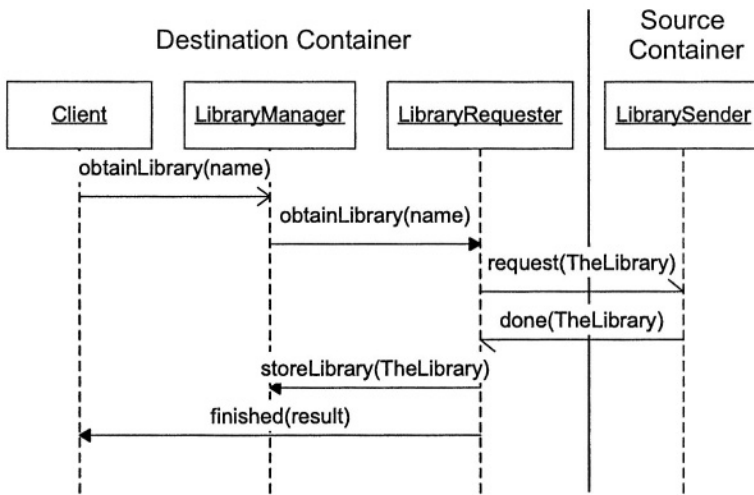 Destination Container
Source
Container
Client
LibraryManager
LibraryRequester
LibrarySender
obtainLibrary(name)
obtainLibrary(name)
request(TheLibrary)
done(TheLibrary)
storeLibrary(TheLibrary)
finished(result)